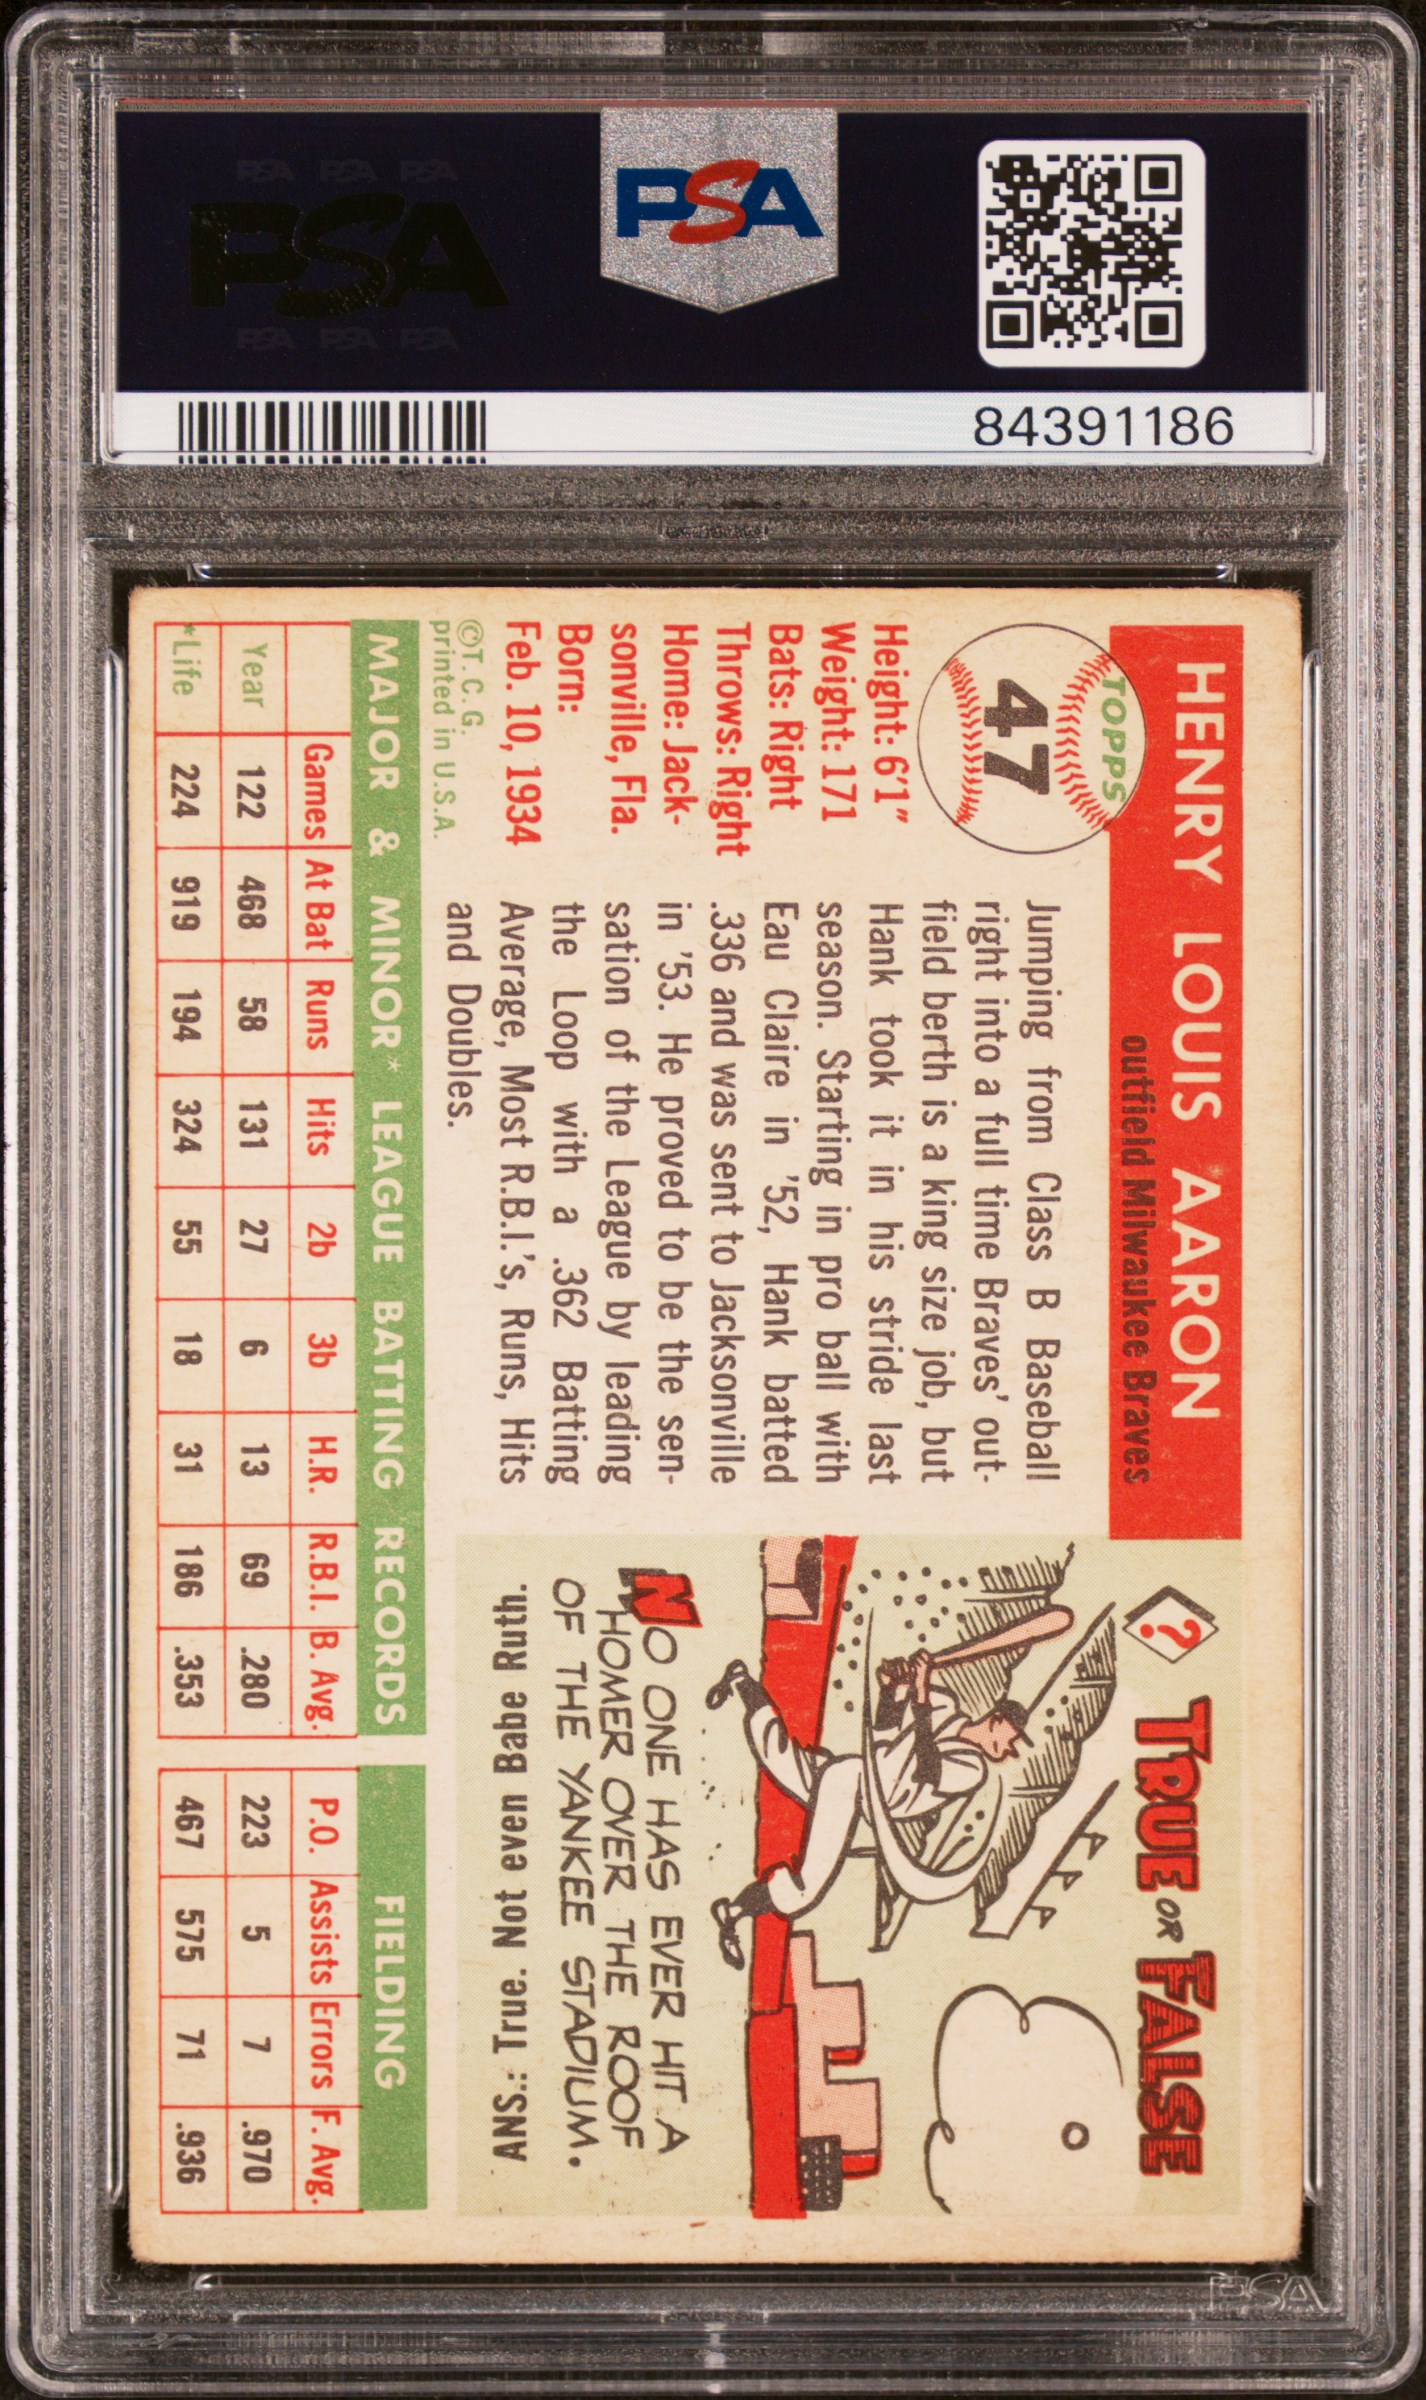 PSA PSA PSA
PSA
PSA PSA PSA
PSA
84391186
HENRY LOUIS AARON
outfield Milwaukee Braves
TOPPS
47
Height: 6'1"
Weight: 171
Bats: Right
Throws: Right
Home: Jack-
sonville, Fla.
Born:
Feb. 10, 1934
©T. C. G.
printed in U.S.A.
Jumping from Class B Baseball
right into a full time Braves' out-
field berth is a king size job, but
Hank took it in his stride last
season. Starting in pro ball with
Eau Claire in '52, Hank batted
.336 and was sent to Jacksonville
in '53. He proved to be the sen-
sation of the League by leading
the Loop with a .362 Batting
Average, Most R.B.I.'s, Runs, Hits
and Doubles.
? TRUE OR FALSE
NO ONE HAS EVER HIT A
HOMER OVER THE ROOF
OF THE YANKEE STADIUM.
ANS.: True. Not even Babe Ruth.
MAJOR & MINOR* LEAGUE BATTING RECORDS FIELDING
Games At Bat Runs Hits 2b 3b H.R. R.B.I. B. Avg. P.O. Assists Errors F. Avg.
Year 122 468 58 131 27 6 13 69 .280 223 5 7 .970
*Life 224 919 194 324 55 18 31 186 .353 467 575 71 .936
PSA